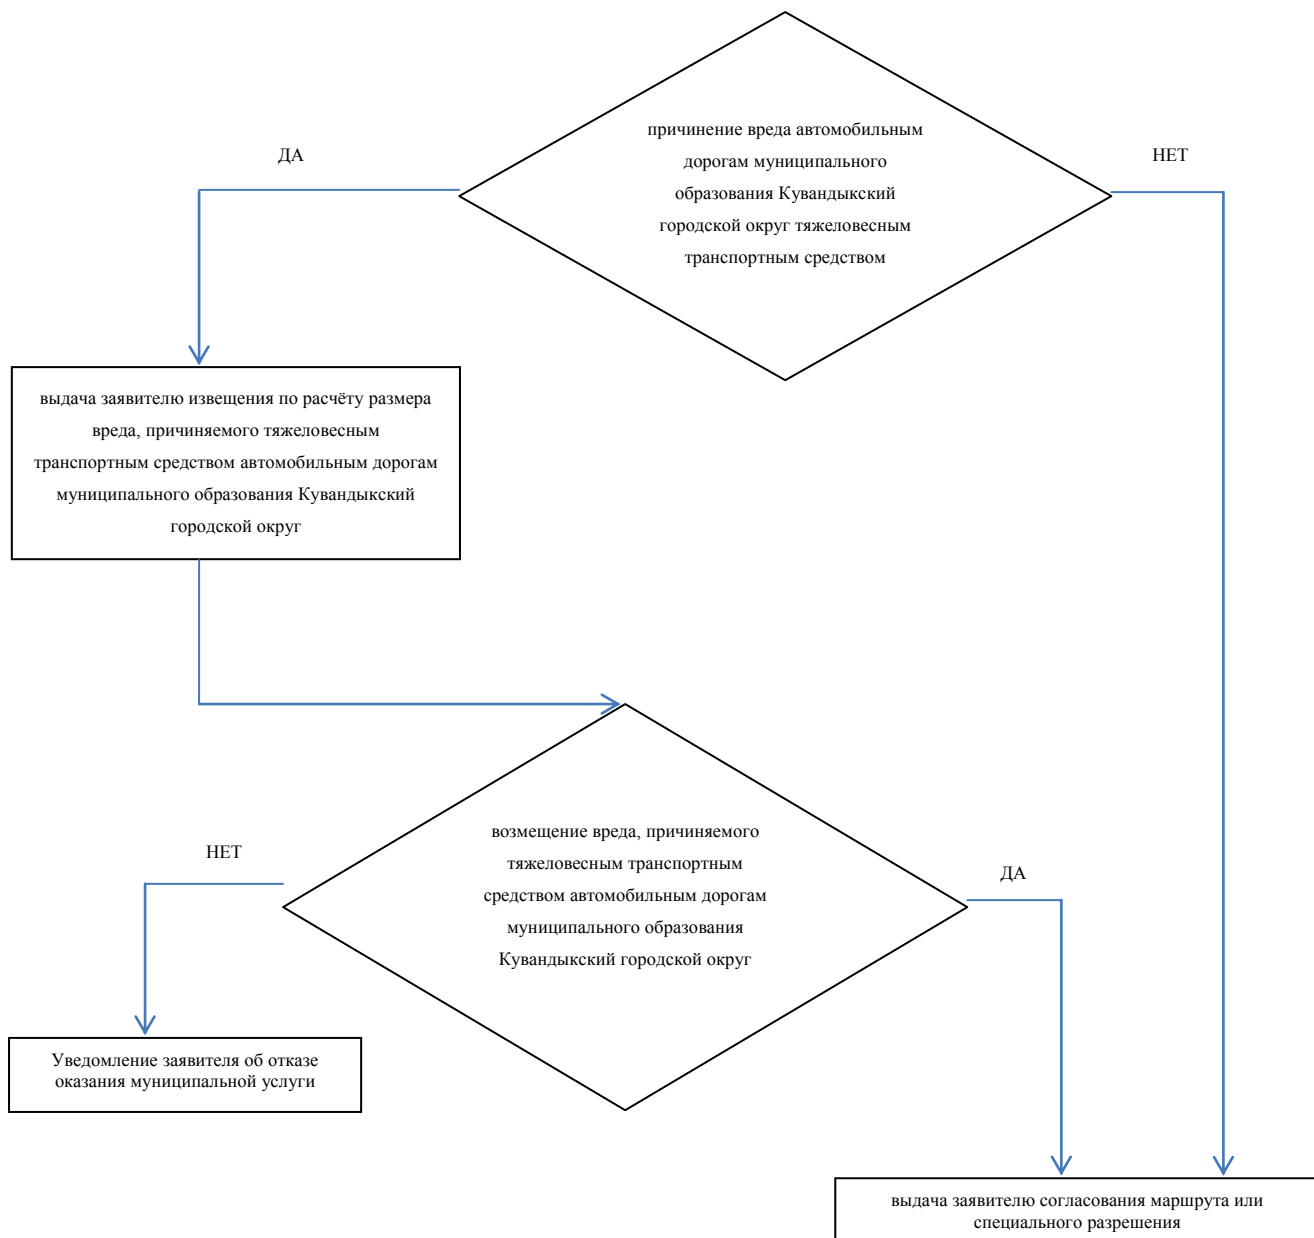 причинение вреда автомобильным
дорогам муниципального
образования Кувандыкский
городской округ тяжеловесным
транспортным средством
ДА
НЕТ
выдача заявителю извещения по расчёту размера
вреда, причиняемого тяжеловесным
транспортным средством автомобильным дорогам
муниципального образования Кувандыкский
городской округ
возмещение вреда, причиняемого
тяжеловесным транспортным
средством автомобильным дорогам
муниципального образования
Кувандыкский городской округ
НЕТ
ДА
Уведомление заявителя об отказе
оказания муниципальной услуги
выдача заявителю согласования маршрута или
специального разрешения